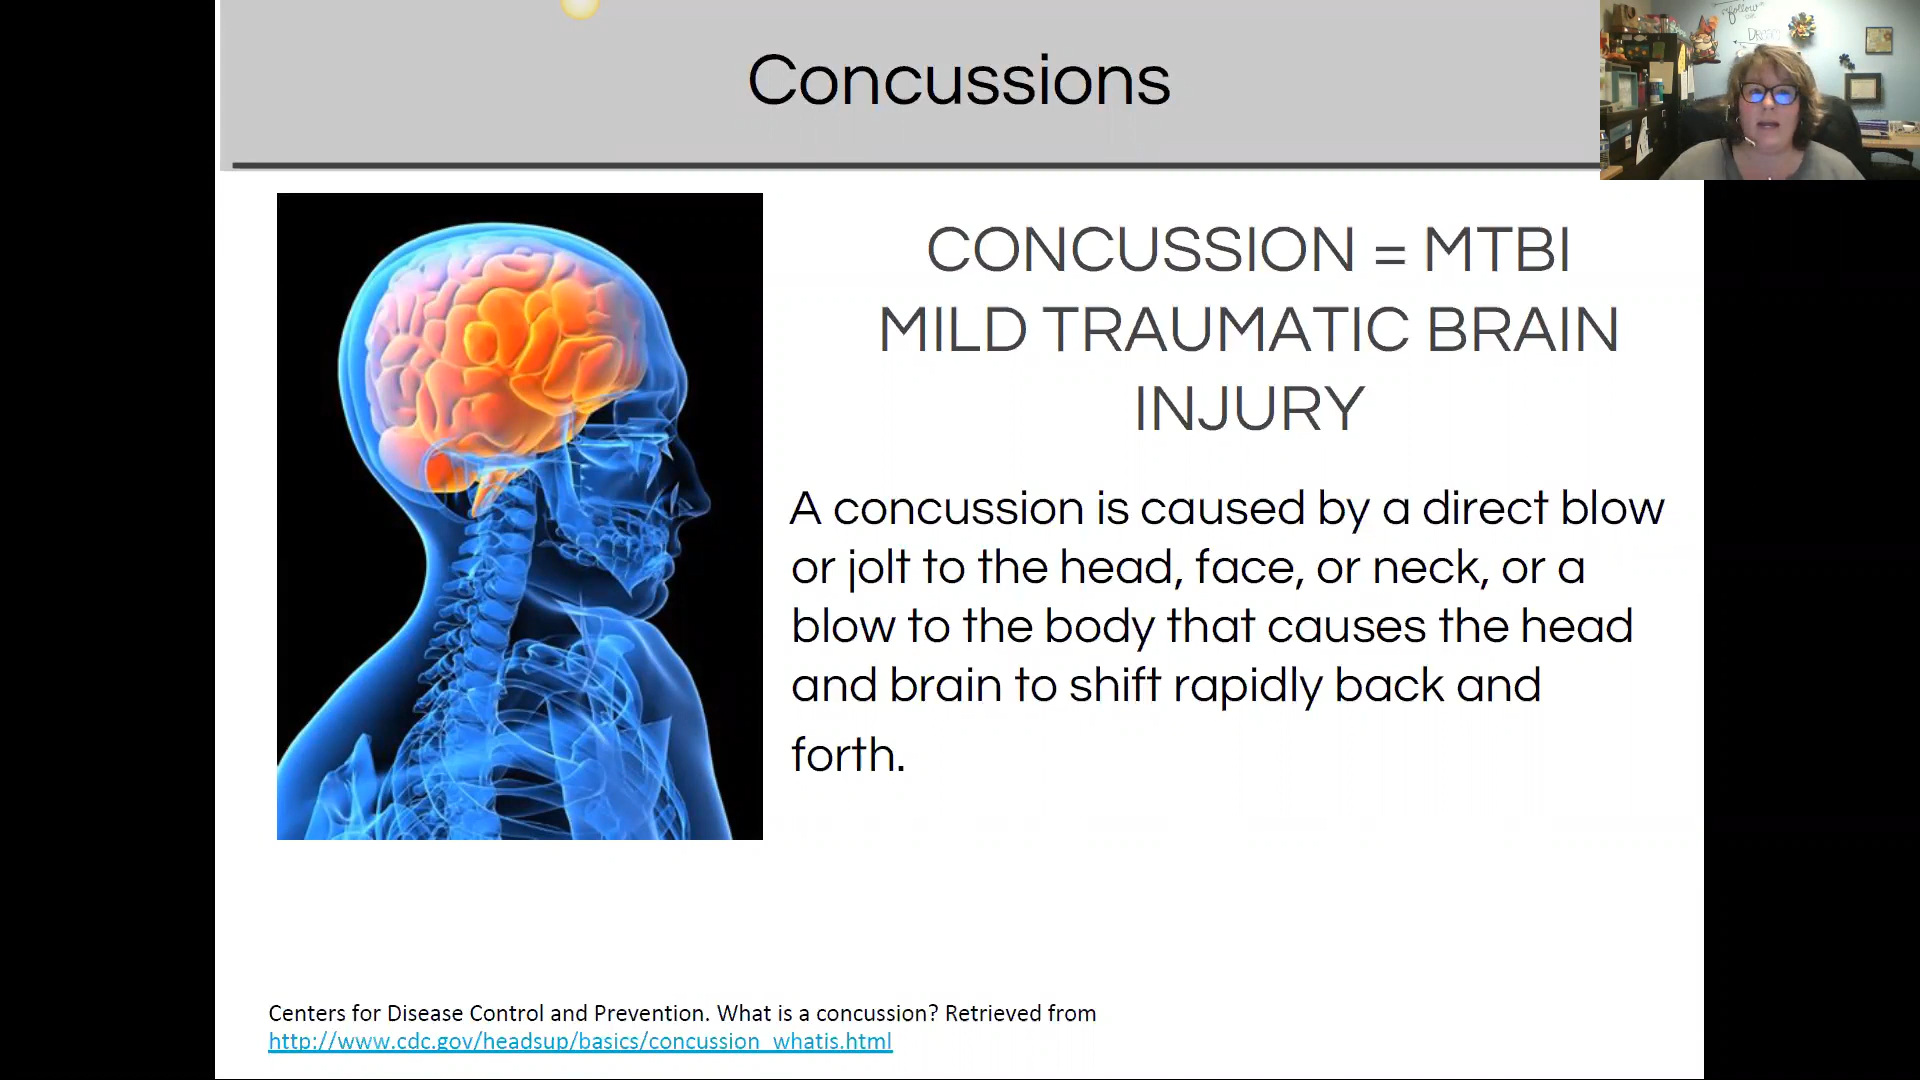 Concussions
CONCUSSION = MTBI
MILD TRAUMATIC BRAIN
INJURY
A concussion is caused by a direct blow
or jolt to the head, face, or neck, or a
blow to the body that causes the head
and brain to shift rapidly back and
forth.
Centers for Disease Control and Prevention. What is a concussion? Retrieved from
http://www.cdc.gov/headsup/basics/concussion_whatis.html
follow